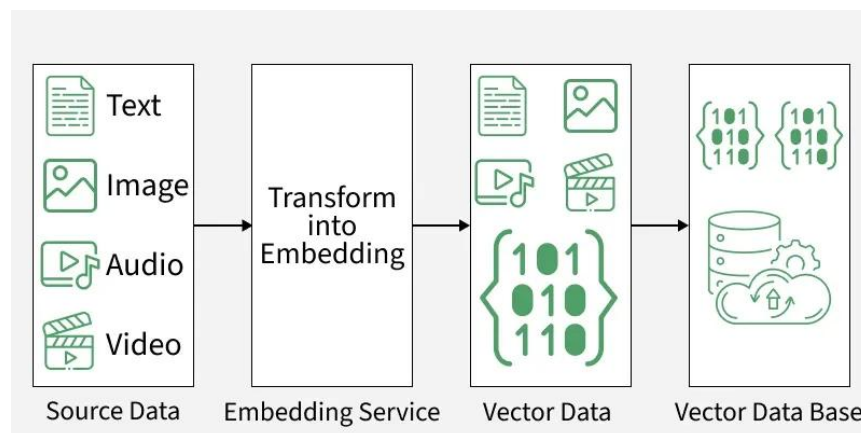 Text
Image
Audio
Video
Source Data
Transform
into
Embedding
Embedding Service
101
010
110
Vector Data
101
010
110
101
010
110
Vector Data Base